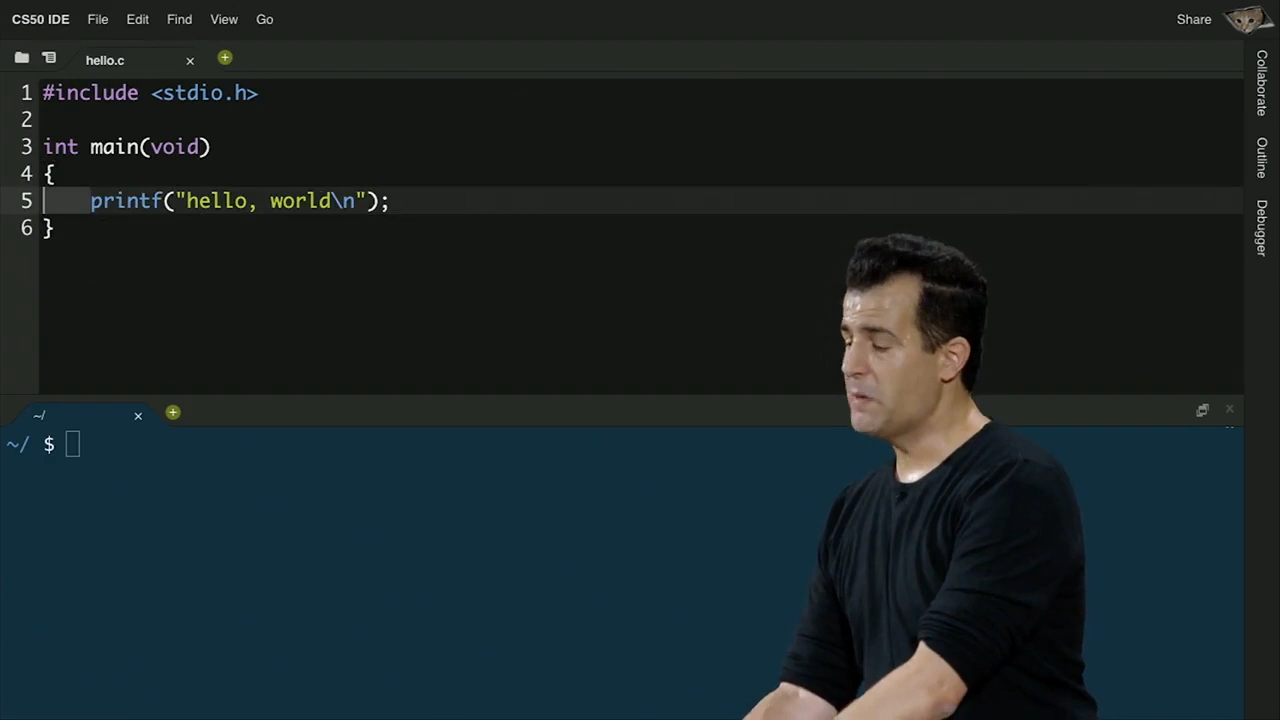 CS50 IDE File Edit Find View Go Share
hello.c
1 #include <stdio.h>
2
3 int main(void)
4 {
5     printf("hello, world\n");
6 }
Collaborate
Outline
Debugger
~/
~/ $